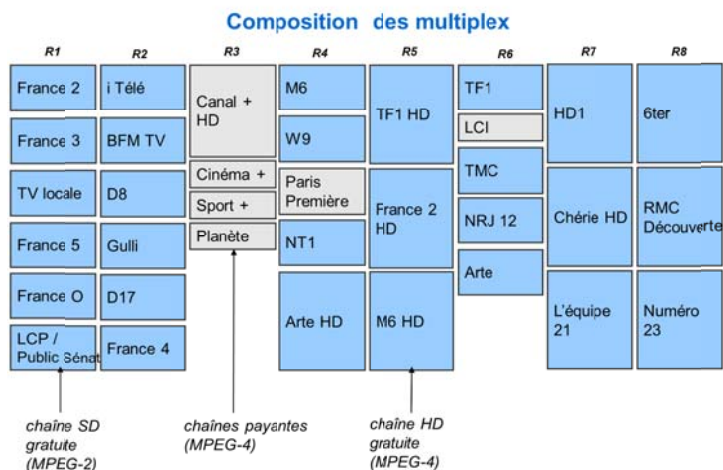 Composition des multiplex
R1 R2 R3 R4 R5 R6 R7 R8
France 2
France 3
TV locale
France 5
France O
LCP /
Public Sénat
i Télé
BFM TV
D8
Gulli
D17
France 4
Canal +
HD
Cinéma +
Sport +
Planète
M6
W9
Paris
Première
NT1
Arte HD
TF1 HD
France 2
HD
M6 HD
TF1
LCI
TMC
NRJ 12
Arte
HD1
Chérie HD
L'équipe
21
6ter
RMC
Découverte
Numéro
23
chaîne SD
gratuite
(MPEG-2)
chaînes payantes
(MPEG-4)
chaîne HD
gratuite
(MPEG-4)